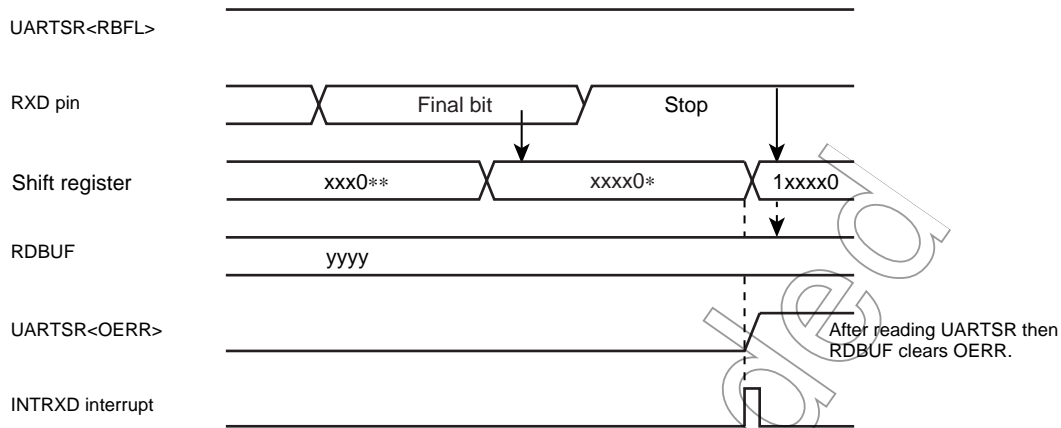 UARTSR<RBFL>
RXD pin
Final bit
Stop
Shift register
xxx0**
xxxx0*
1xxxx0
RDBUF
yyyy
UARTSR<OERR>
After reading UARTSR then
RDBUF clears OERR.
INTRXD interrupt
ded